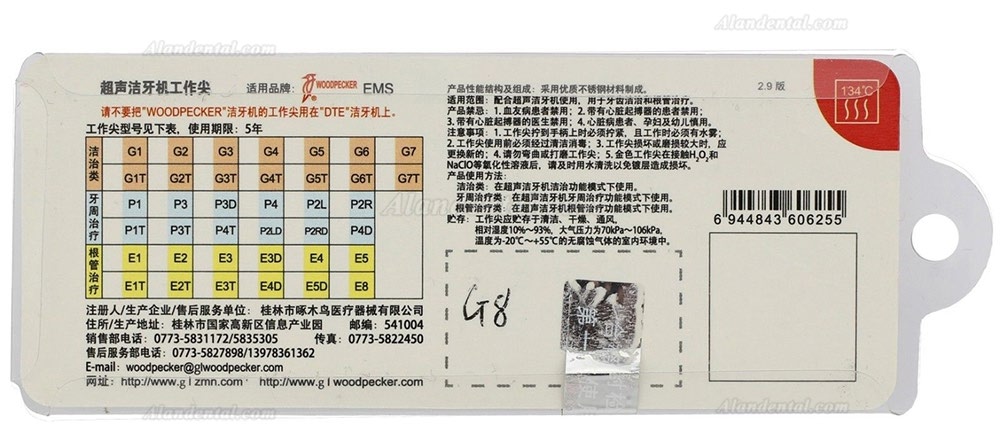 Alandental.com
Alandental.com
超声洁牙机工作尖 适用品牌: WOODPECKER EMS
请不要把"WOODPECKER"洁牙机的工作尖用在"DTE"洁牙机上。
工作尖型号见下表，使用期限：5年
洁治类 G1 G2 G3 G4 G5 G6 G7
G1T G2T G3T G4T G5T G6T G7T
牙周治疗 P1 P3 P3D P4 P2L P2R
P1T P3T P4T P2LD P2RD P4D
根管治疗 E1 E2 E3 E3D E4 E5
E1T E2T E3T E4D E5D E8
注册人/生产企业/售后服务单位：桂林市啄木鸟医疗器械有限公司
住所/生产地址：桂林市国家高新区信息产业园 邮编：541004
销售部电话：0773-5831172/5835305 传真：0773-5822450
售后服务部电话：0773-5827898/13978361362
E-mail：woodpecker@glwoodpecker.com
网址：http://www.glzmn.com http://www.glwoodpecker.com
产品性能结构及组成：采用优质不锈钢材料制成。
适用范围：配合超声洁牙机使用，用于牙齿洁治和根管治疗。
产品禁忌：1.血友病患者禁用；2.带有心脏起搏器的患者禁用；
3.带有心脏起搏器的医生禁用；4.心脏病患者、孕妇及幼儿慎用。
注意事项：1.工作尖拧到手柄上时必须拧紧，且工作时必须有水雾；
2.工作尖使用前必须经过清洁消毒；3.工作尖损坏或磨损较大时，应
更换新的；4.请勿弯曲或打磨工作尖；5.金色工作尖在接触H2O2和
NaClO等氯化性溶液后，请及时用水清洗以免镀层造成损坏。
产品使用方法：
洁治类：在超声洁牙机洁治功能模式下使用。
牙周治疗类：在超声洁牙机牙周治疗功能模式下使用。
根管治疗类：在超声洁牙机根管治疗功能模式下使用。
贮存：工作尖应贮存于清洁、干燥、通风，
相对湿度10%~93%，大气压力为70kPa~106kPa，
温度为-20℃~+55℃的无腐蚀气体的室内环境中。
2.9 版
134℃
6 944843 606255
G8
Alandental.com
Alandental.com